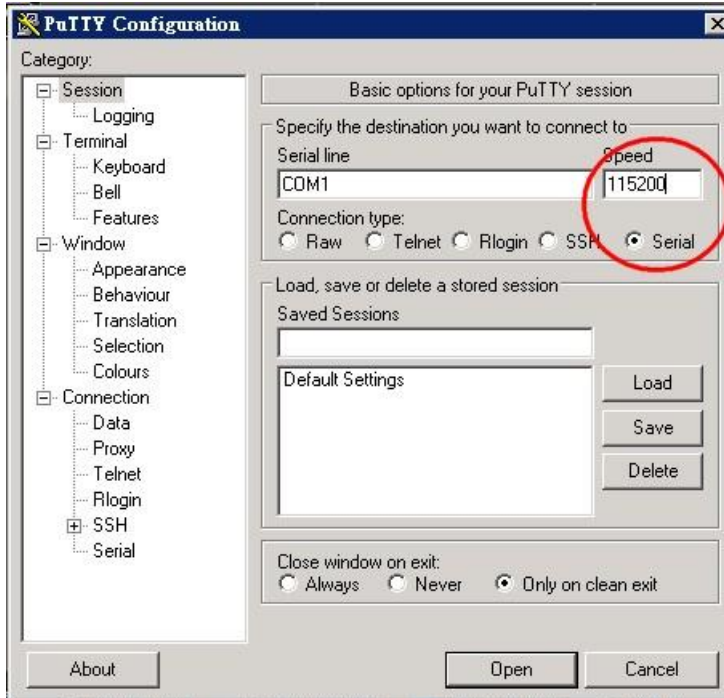 PuTTY Configuration
Category:
Session
Logging
Terminal
Keyboard
Bell
Features
Window
Appearance
Behaviour
Translation
Selection
Colours
Connection
Data
Proxy
Telnet
Rlogin
SSH
Serial
Basic options for your PuTTY session
Specify the destination you want to connect to
Serial line Speed
COM1 115200
Connection type:
Raw Telnet Rlogin SSH Serial
Load, save or delete a stored session
Saved Sessions
Default Settings
Load
Save
Delete
Close window on exit:
Always Never Only on clean exit
About Open Cancel